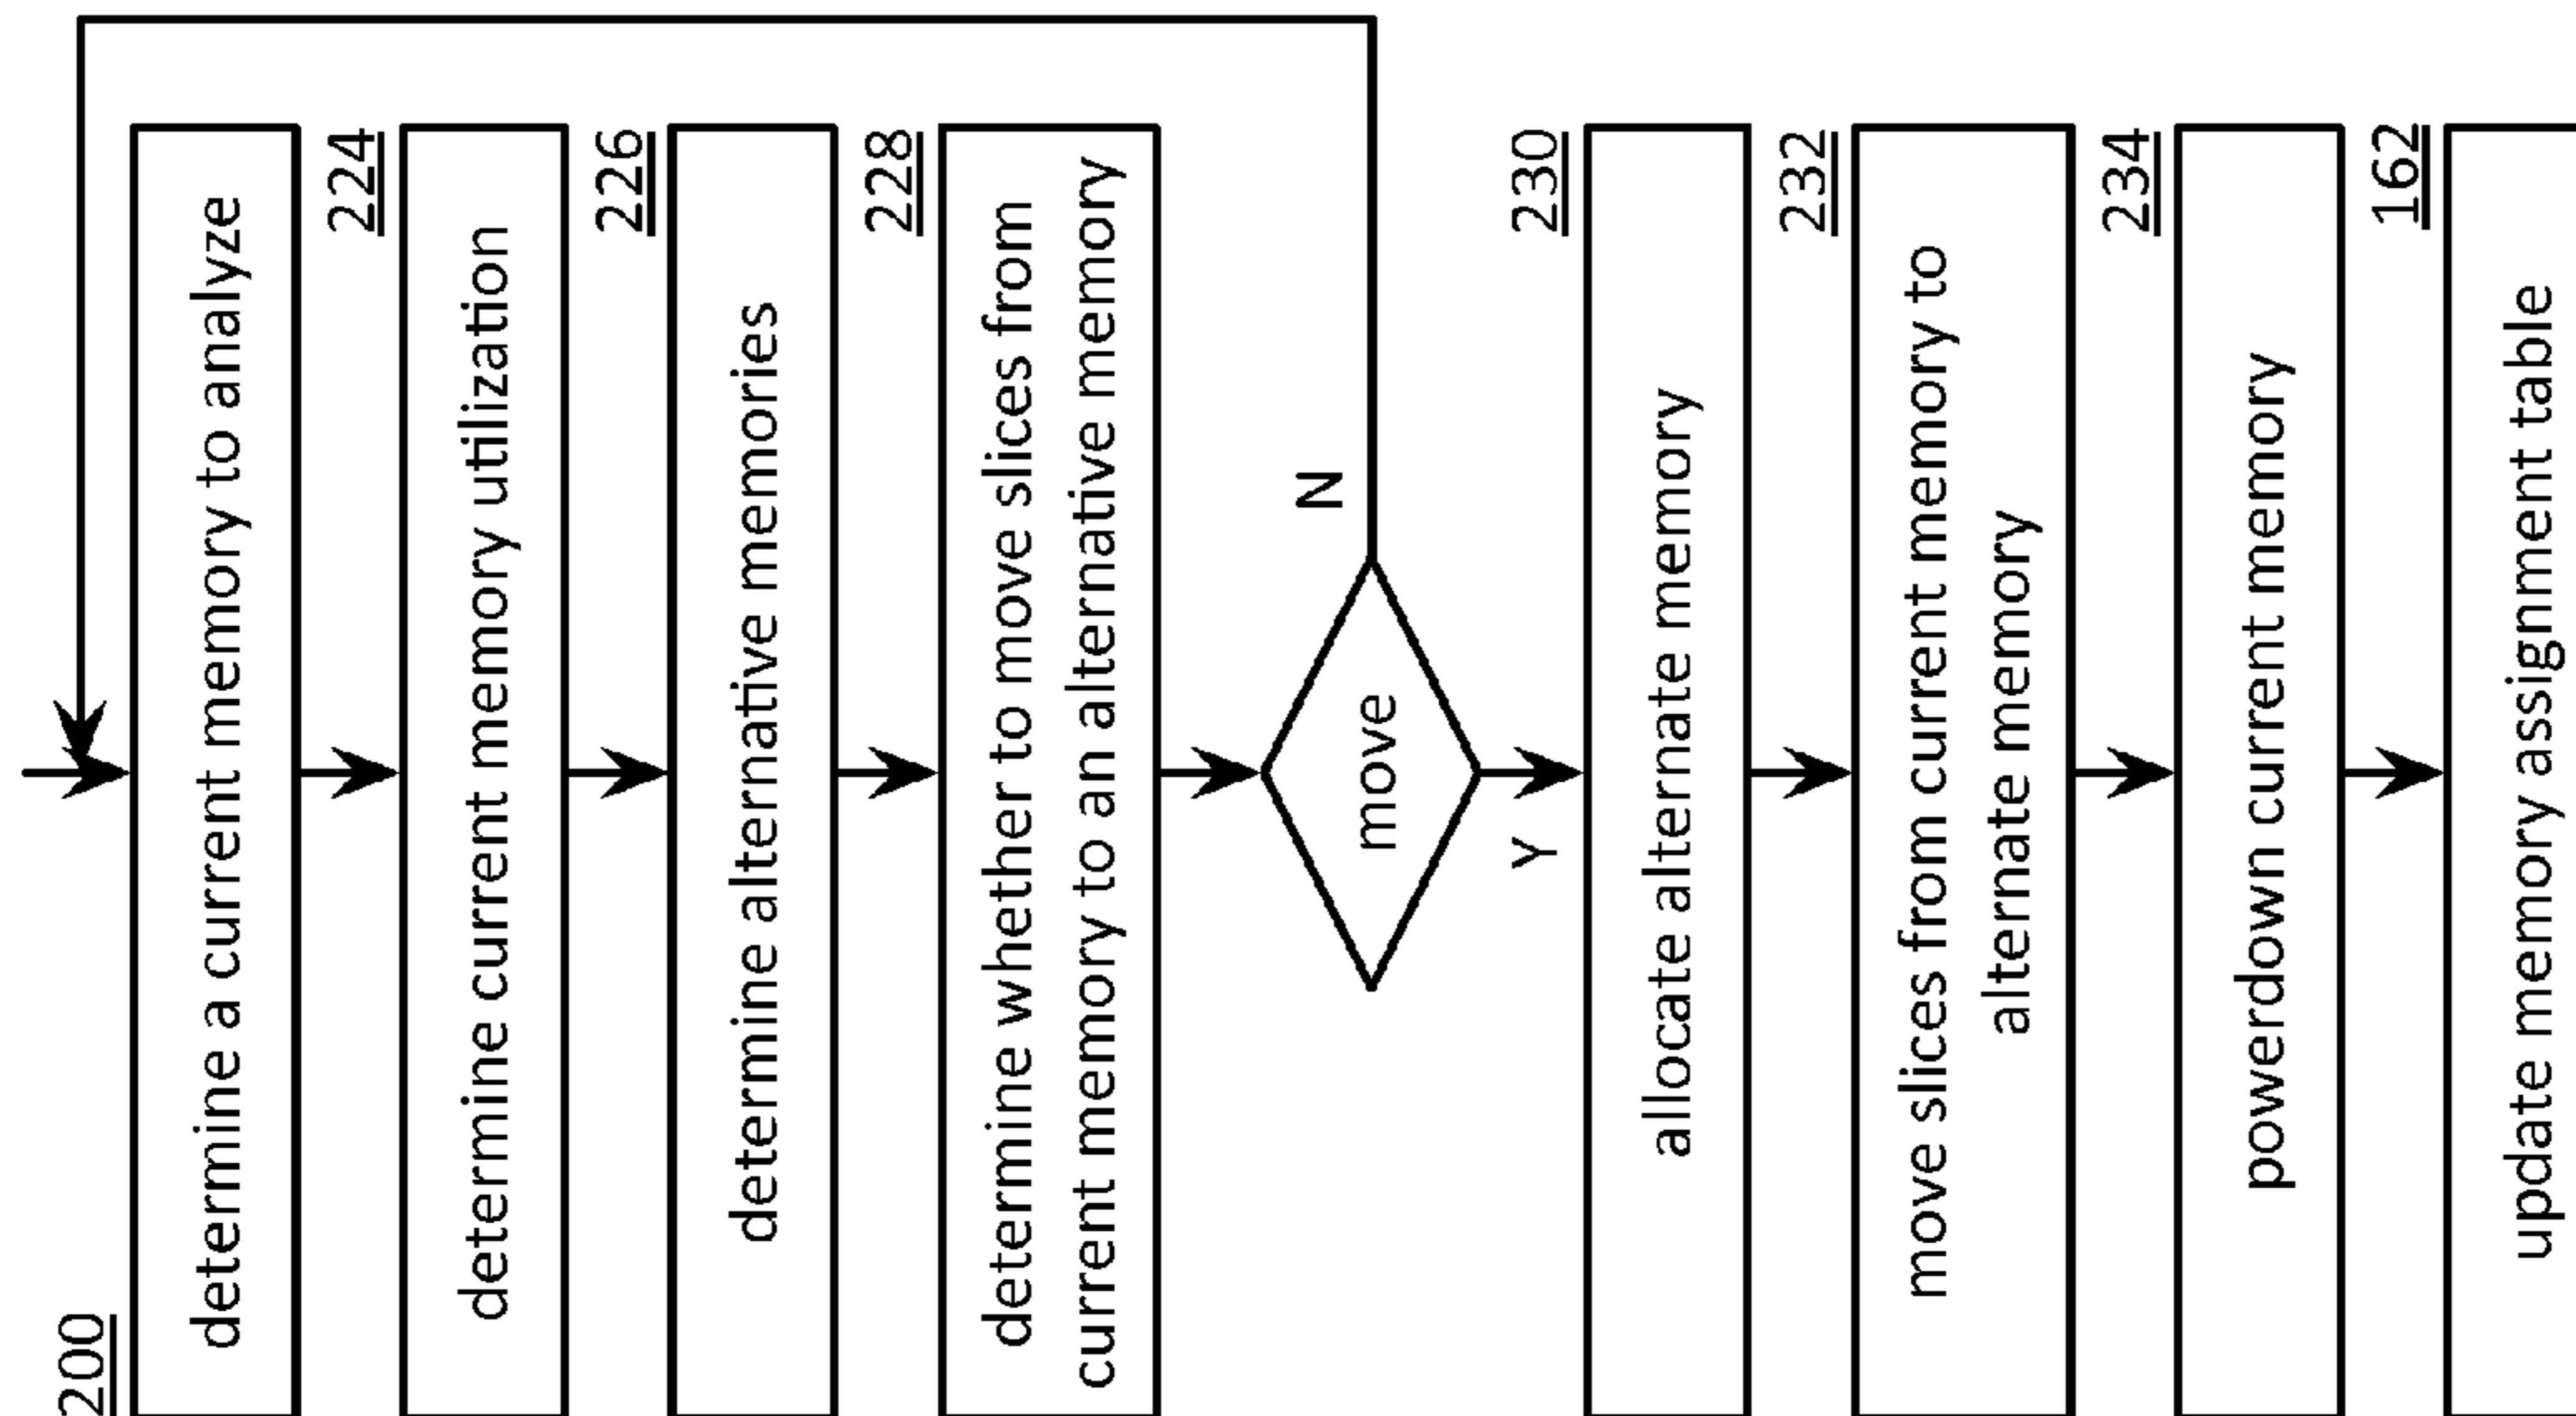 200
determine a current memory to analyze
224
determine current memory utilization
226
determine alternative memories
228
determine whether to move slices from
current memory to an alternative memory
move
N
Y
230
allocate alternate memory
232
move slices from current memory to
alternate memory
234
powerdown current memory
162
update memory assignment table